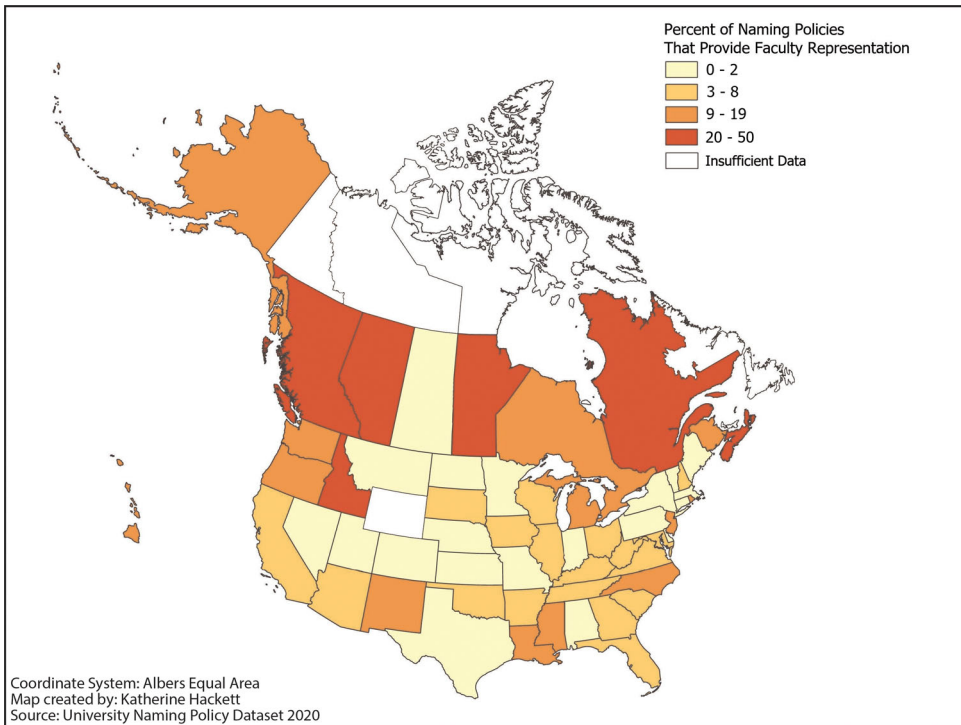 Percent of Naming Policies
That Provide Faculty Representation
0 - 2
3 - 8
9 - 19
20 - 50
Insufficient Data
Coordinate System: Albers Equal Area
Map created by: Katherine Hackett
Source: University Naming Policy Dataset 2020